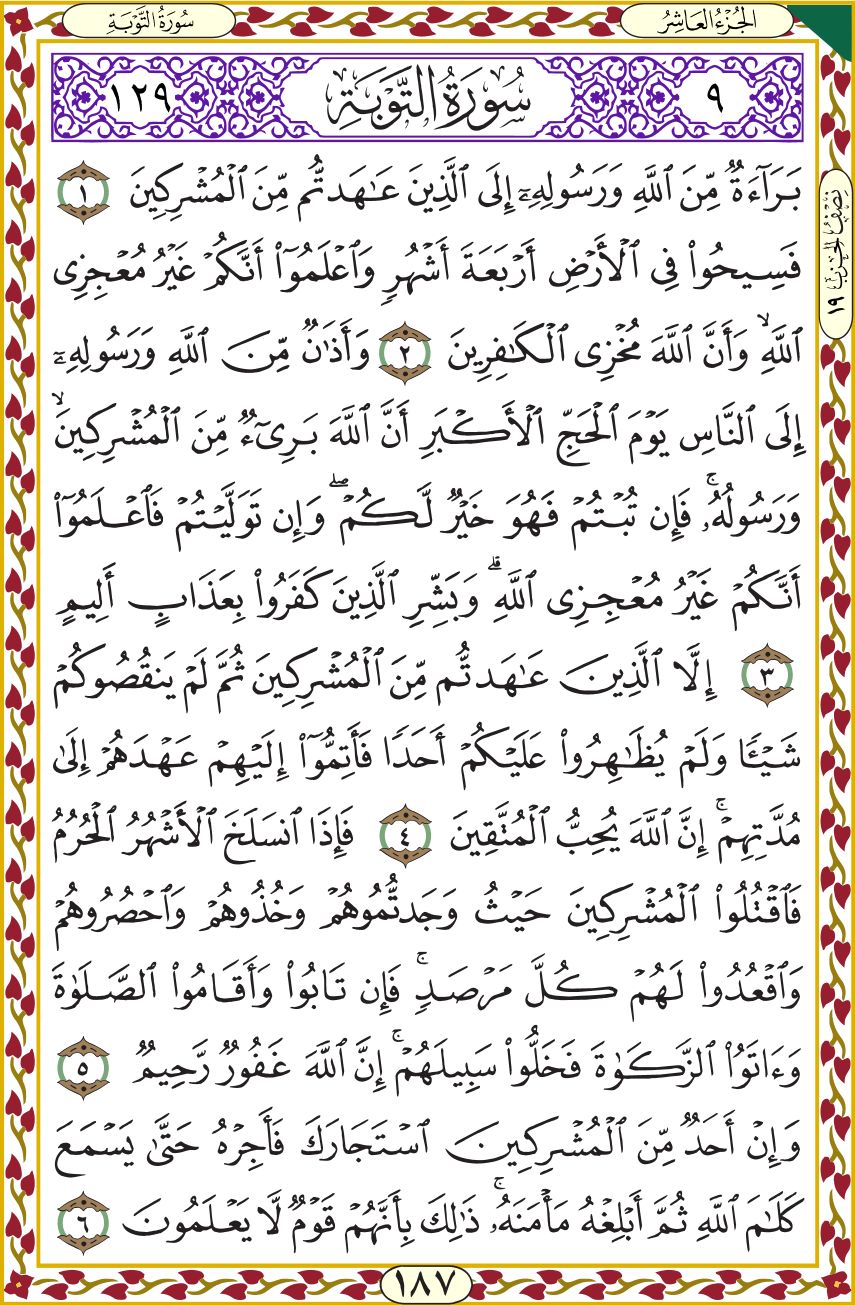 الجُزْءُ العَاشِرُ
سُورَةُ التَّوْبَةِ
٩
سُورَةُ التَّوْبَةِ
١٢٩
نِصْفُ الحِزْب ١٩
بَرَآءَةٌ مِّنَ ٱللَّهِ وَرَسُولِهِۦٓ إِلَى ٱلَّذِينَ عَـٰهَدتُّم مِّنَ ٱلْمُشْرِكِينَ ١
فَسِيحُوا۟ فِى ٱلْأَرْضِ أَرْبَعَةَ أَشْهُرٍ وَٱعْلَمُوٓا۟ أَنَّكُمْ غَيْرُ مُعْجِزِى
ٱللَّهِ ۙ وَأَنَّ ٱللَّهَ مُخْزِى ٱلْكَـٰفِرِينَ ٢ وَأَذَٰنٌ مِّنَ ٱللَّهِ وَرَسُولِهِۦٓ
إِلَى ٱلنَّاسِ يَوْمَ ٱلْحَجِّ ٱلْأَكْبَرِ أَنَّ ٱللَّهَ بَرِىٓءٌ مِّنَ ٱلْمُشْرِكِينَ ۙ
وَرَسُولُهُۥ ۚ فَإِن تُبْتُمْ فَهُوَ خَيْرٌ لَّكُمْ ۖ وَإِن تَوَلَّيْتُمْ فَٱعْلَمُوٓا۟
أَنَّكُمْ غَيْرُ مُعْجِزِى ٱللَّهِ ۗ وَبَشِّرِ ٱلَّذِينَ كَفَرُوا۟ بِعَذَابٍ أَلِيمٍ
٣ إِلَّا ٱلَّذِينَ عَـٰهَدتُّم مِّنَ ٱلْمُشْرِكِينَ ثُمَّ لَمْ يَنقُصُوكُمْ
شَيْـًٔا وَلَمْ يُظَـٰهِرُوا۟ عَلَيْكُمْ أَحَدًا فَأَتِمُّوٓا۟ إِلَيْهِمْ عَهْدَهُمْ إِلَىٰ
مُدَّتِهِمْ ۚ إِنَّ ٱللَّهَ يُحِبُّ ٱلْمُتَّقِينَ ٤ فَإِذَا ٱنسَلَخَ ٱلْأَشْهُرُ ٱلْحُرُمُ
فَٱقْتُلُوا۟ ٱلْمُشْرِكِينَ حَيْثُ وَجَدتُّمُوهُمْ وَخُذُوهُمْ وَٱحْصُرُوهُمْ
وَٱقْعُدُوا۟ لَهُمْ كُلَّ مَرْصَدٍ ۚ فَإِن تَابُوا۟ وَأَقَامُوا۟ ٱلصَّلَوٰةَ
وَءَاتَوُا۟ ٱلزَّكَوٰةَ فَخَلُّوا۟ سَبِيلَهُمْ ۚ إِنَّ ٱللَّهَ غَفُورٌ رَّحِيمٌ ٥
وَإِنْ أَحَدٌ مِّنَ ٱلْمُشْرِكِينَ ٱسْتَجَارَكَ فَأَجِرْهُ حَتَّىٰ يَسْمَعَ
كَلَـٰمَ ٱللَّهِ ثُمَّ أَبْلِغْهُ مَأْمَنَهُۥ ۚ ذَٰلِكَ بِأَنَّهُمْ قَوْمٌ لَّا يَعْلَمُونَ ٦
١٨٧